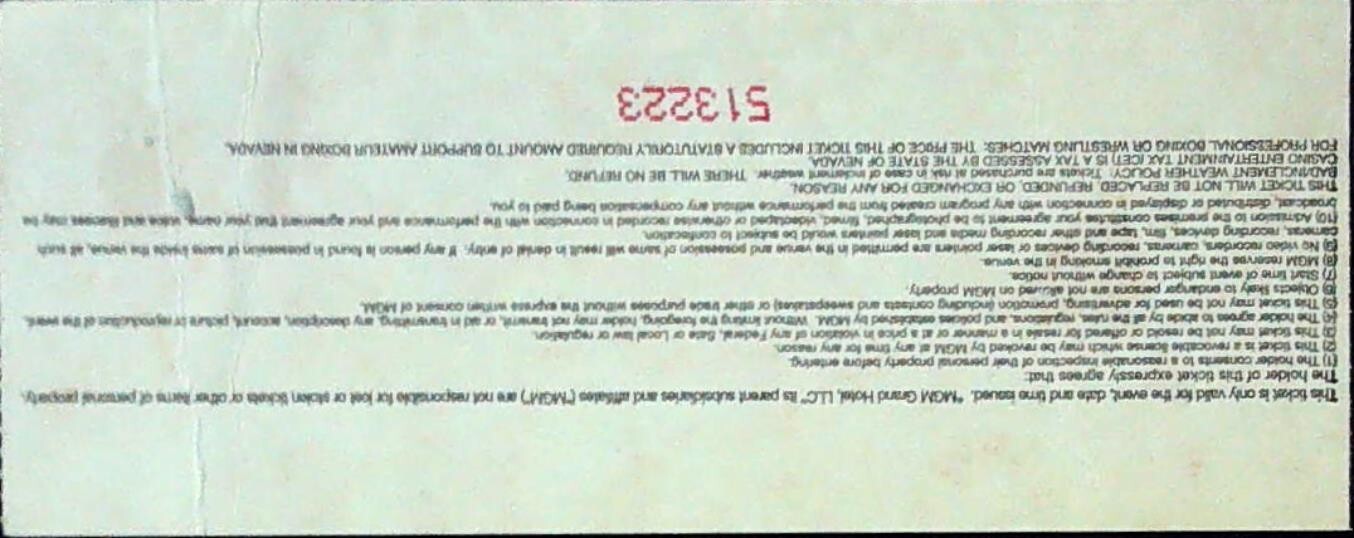 This ticket is only valid for the event, date and time issued. "MGM Grand Hotel, LLC" its parent subsidiaries and affiliates ("MGM") are not responsible for lost or stolen tickets or other items of personal property.
The holder of this ticket expressly agrees that:
(1) The holder consents to a reasonable inspection of their personal property before entering.
(2) This ticket is a revocable license which may be revoked by MGM at any time for any reason.
(3) This ticket may not be resold or offered for resale in a manner or at a price in violation of any Federal, State or Local law or regulation.
(4) The holder agrees to abide by all the rules, regulations, and policies established by MGM. Without limiting the foregoing, holder may not transmit, or aid in transmitting, any description, account, picture or reproduction of the event.
(5) This ticket may not be used for advertising, promotion (including contests and sweepstakes) or other trade purposes without the express written consent of MGM.
(6) Objects likely to endanger persons are not allowed on MGM property.
(7) Start time of event subject to change without notice.
(8) MGM reserves the right to prohibit smoking in the venue.
(9) No video recorders, cameras, recording devices or laser pointers are permitted in the venue and possession of same will result in denial of entry. If any person is found in possession of same inside the venue, all such
cameras, recording devices, film, tape and other recording media and laser pointers would be subject to confiscation.
(10) Admission to the premises constitutes your agreement to be photographed, filmed, videotaped or otherwise recorded in connection with the performance and your agreement that your name, voice and likeness may be
broadcast, distributed or displayed in connection with any program created from the performance without any compensation being paid to you.
THIS TICKET WILL NOT BE REPLACED, REFUNDED, OR EXCHANGED FOR ANY REASON.
BAD/INCLEMENT WEATHER POLICY: Tickets are purchased at risk in case of inclement weather. THERE WILL BE NO REFUND.
CASINO ENTERTAINMENT TAX (CET) IS A TAX ASSESSED BY THE STATE OF NEVADA.
FOR PROFESSIONAL BOXING OR WRESTLING MATCHES: THE PRICE OF THIS TICKET INCLUDES A STATUTORILY REQUIRED AMOUNT TO SUPPORT AMATEUR BOXING IN NEVADA.
513223